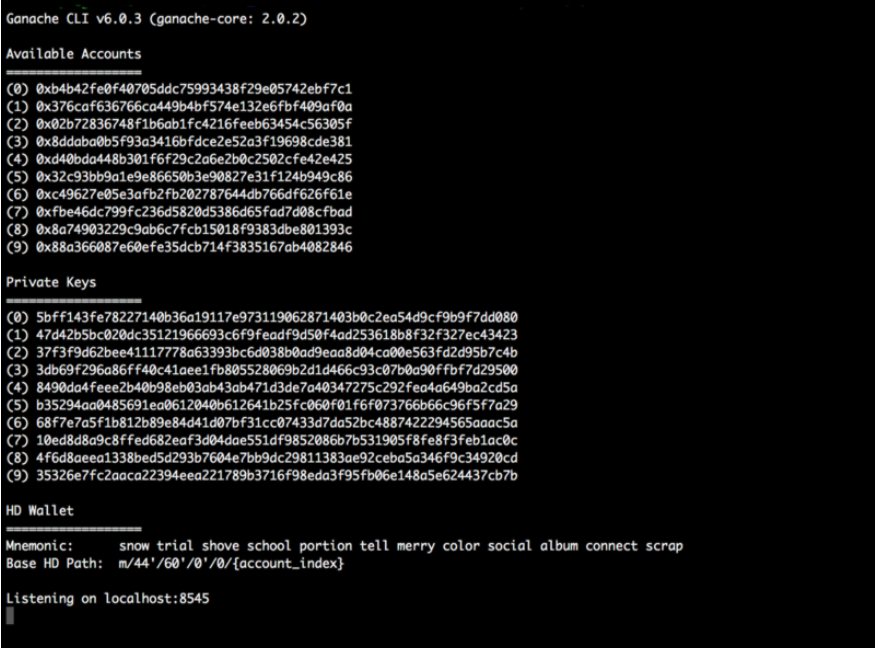 Ganache CLI v6.0.3 (ganache-core: 2.0.2)
Available Accounts
==================
(0) 0xb4b42fe0f40705ddc75993438f29e05742ebf7c1
(1) 0x376caf636766ca449b4bf574e132e6fbf409af0a
(2) 0x02b72836748f1b6ab1fc4216feeb63454c56305f
(3) 0x8ddaba0b5f93a3416bfdce2e52a3f19698cde381
(4) 0xd40bda448b301f6f29c2a6e2b0c2502cfe42e425
(5) 0x32c93bb9a1e9e86650b3e90827e31f124b949c86
(6) 0xc49627e05e3afb2fb202787644db766df626f61e
(7) 0xfbe46dc799fc236d5820d5386d65fad7d08cfbad
(8) 0x8a74903229c9ab6c7fcb15018f9383dbe801393c
(9) 0x88a366087e60efe35dcb714f3835167ab4082846
Private Keys
==================
(0) 5bff143fe78227140b36a19117e973119062871403b0c2ea54d9cf9b9f7dd080
(1) 47d42b5bc020dc35121966693c6f9feadf9d50f4ad253618b8f32f327ec43423
(2) 37f3f9d62bee41117778a63393bc6d038b0ad9eaa8d04ca00e563fd2d95b7c4b
(3) 3db69f296a86ff40c41aee1fb805528069b2d1d466c93c07b0a90ffbf7d29500
(4) 8490da4feee2b40b98eb03ab43ab471d3de7a40347275c292fea4a649ba2cd5a
(5) b35294aa0485691ea0612040b612641b25fc060f01f6f073766b66c96f5f7a29
(6) 68f7e7a5f1b812b89e84d41d07bf31cc07433d7da52bc4887422294565aaac5a
(7) 10ed8d8a9c8ffed682eaf3d04dae551df9852086b7b531905f8fe8f3feb1ac0c
(8) 4f6d8aeea1338bed5d293b7604e7bb9dc29811383ae92ceba5a346f9c34920cd
(9) 35326e7fc2aaca22394eea221789b3716f98eda3f95fb06e148a5e624437cb7b
HD Wallet
==================
Mnemonic:      snow trial shove school portion tell merry color social album connect scrap
Base HD Path:  m/44'/60'/0'/0/{account_index}
Listening on localhost:8545